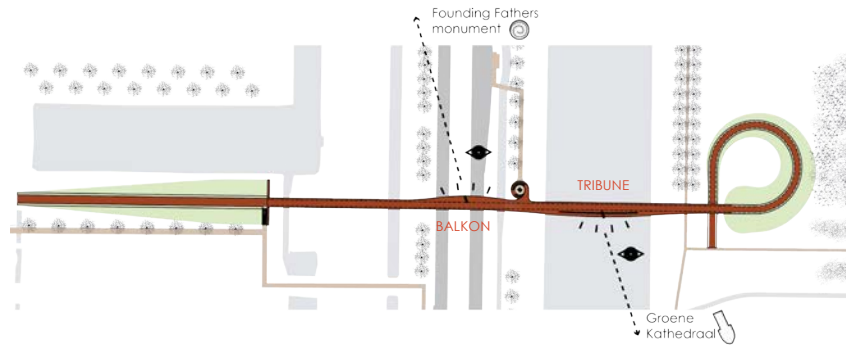 Founding Fathers
monument
TRIBUNE
BALKON
Groene
Kathedraal